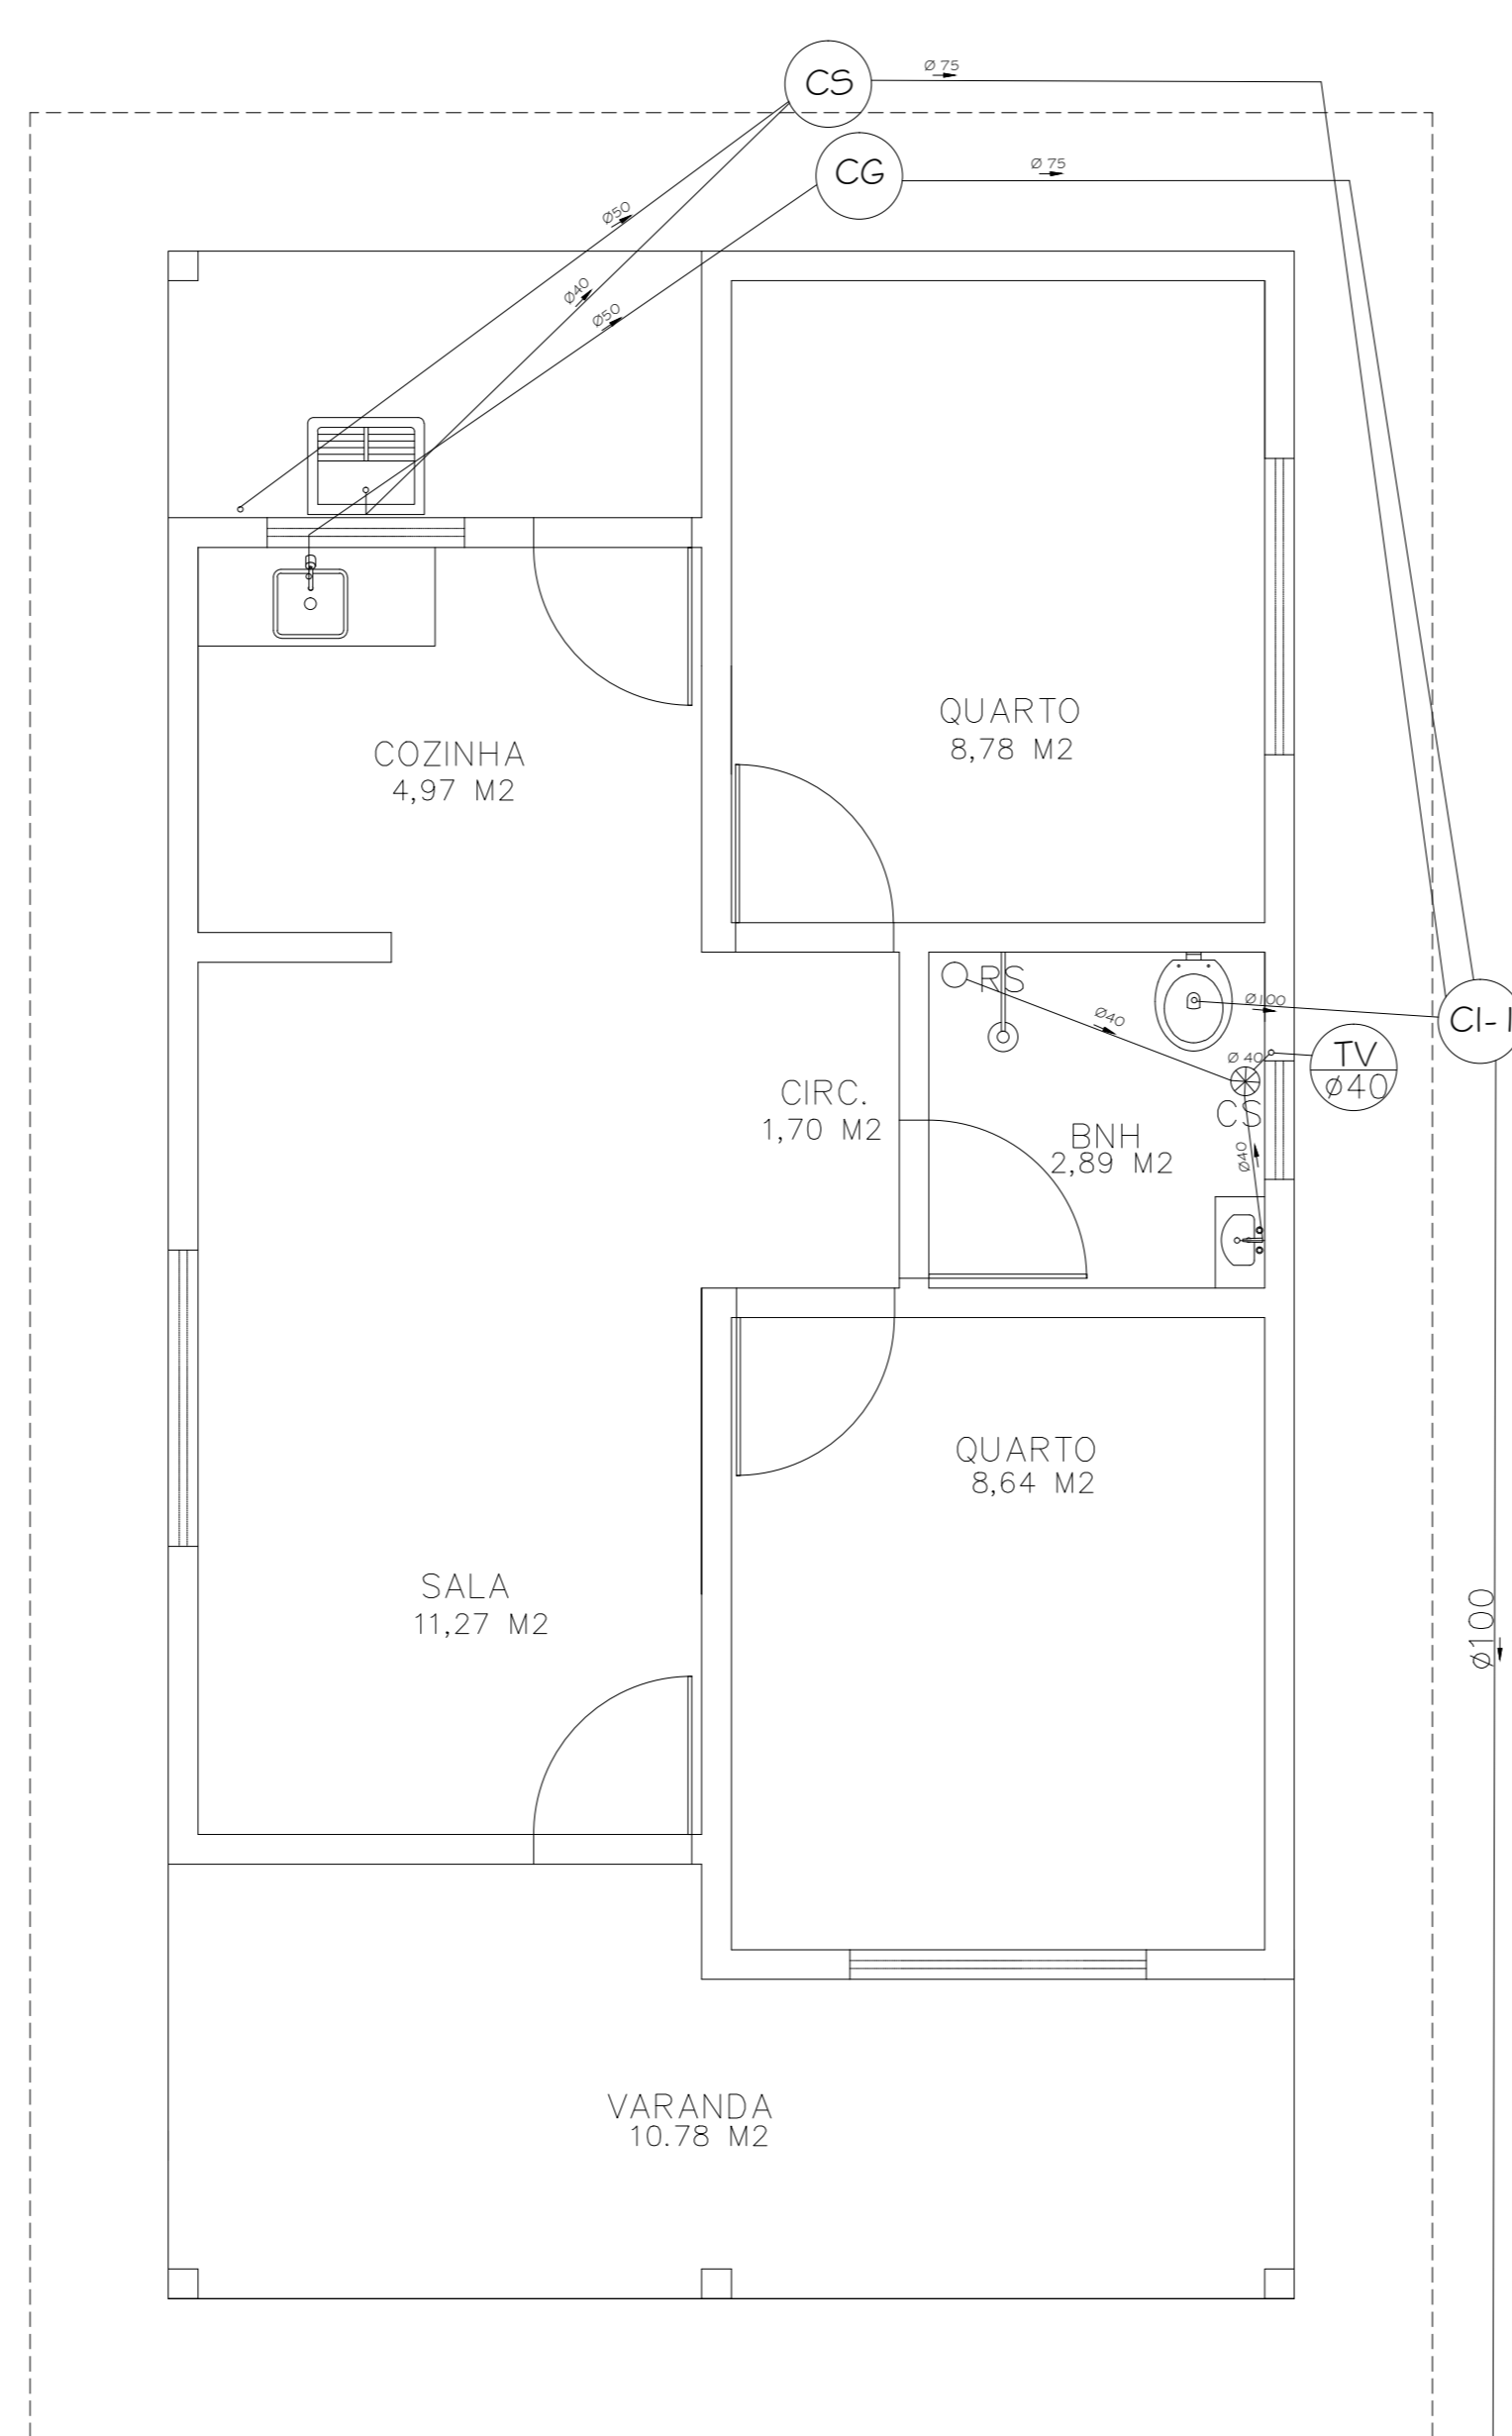 CS
Ø 75
CG
Ø 75
Ø50
Ø40
Ø50
QUARTO
8,78 M2
COZINHA
4,97 M2
RS
Ø40
Ø100
CI-1
TV
Ø40
Ø 40
CS
CIRC.
1,70 M2
BNH
2,89 M2
Ø40
QUARTO
8,64 M2
SALA
11,27 M2
Ø100
VARANDA
10.78 M2